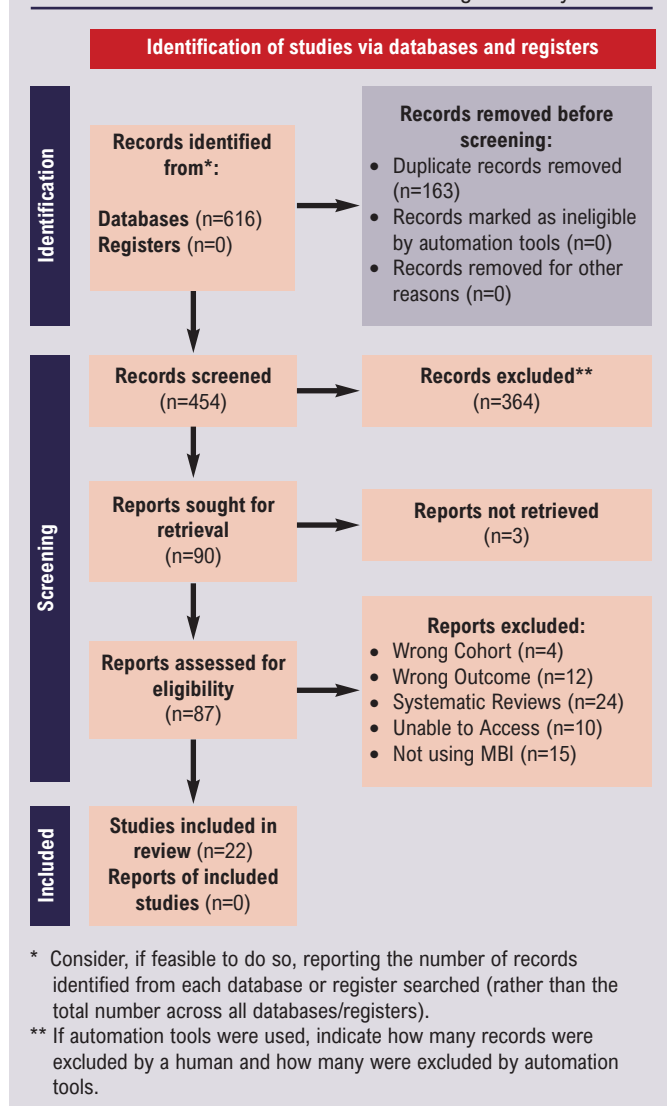 Identification of studies via databases and registers
Identification
Records identified
from*:
Databases (n=616)
Registers (n=0)
Records removed before
screening:
• Duplicate records removed
(n=163)
• Records marked as ineligible
by automation tools (n=0)
• Records removed for other
reasons (n=0)
Screening
Records screened
(n=454)
Records excluded**
(n=364)
Reports sought for
retrieval
(n=90)
Reports not retrieved
(n=3)
Reports assessed for
eligibility
(n=87)
Reports excluded:
• Wrong Cohort (n=4)
• Wrong Outcome (n=12)
• Systematic Reviews (n=24)
• Unable to Access (n=10)
• Not using MBI (n=15)
Included
Studies included in
review (n=22)
Reports of included
studies (n=0)
* Consider, if feasible to do so, reporting the number of records
identified from each database or register searched (rather than the
total number across all databases/registers).
** If automation tools were used, indicate how many records were
excluded by a human and how many were excluded by automation
tools.